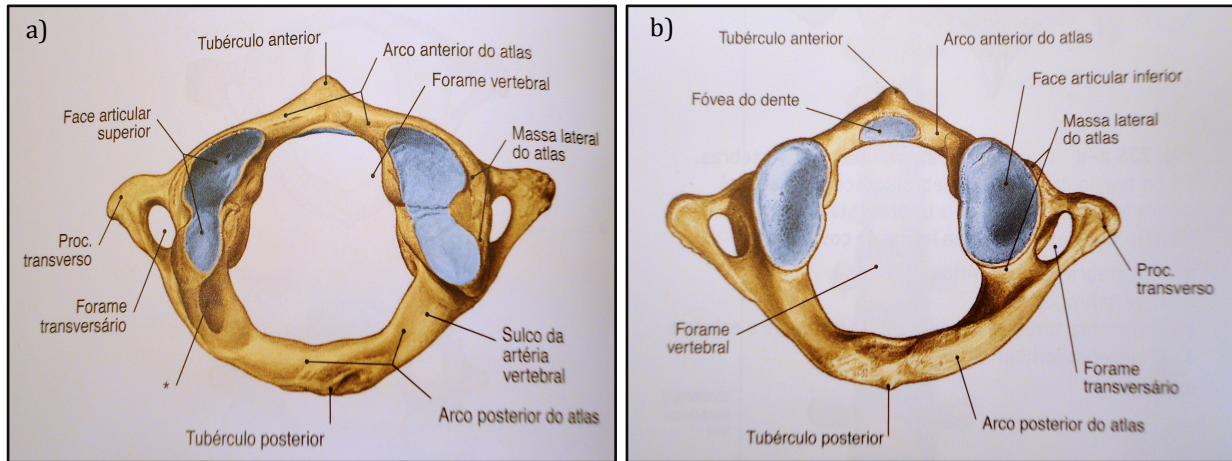 a)
Tubérculo anterior
Arco anterior do atlas
Forame vertebral
Face articular
superior
Massa lateral
do atlas
Proc.
transverso
Forame
transversário
*
Sulco da
artéria
vertebral
Arco posterior do atlas
Tubérculo posterior
b)
Tubérculo anterior
Arco anterior do atlas
Face articular inferior
Fóvea do dente
Massa lateral
do atlas
Proc.
transverso
Forame
vertebral
Forame
transversário
Arco posterior do atlas
Tubérculo posterior